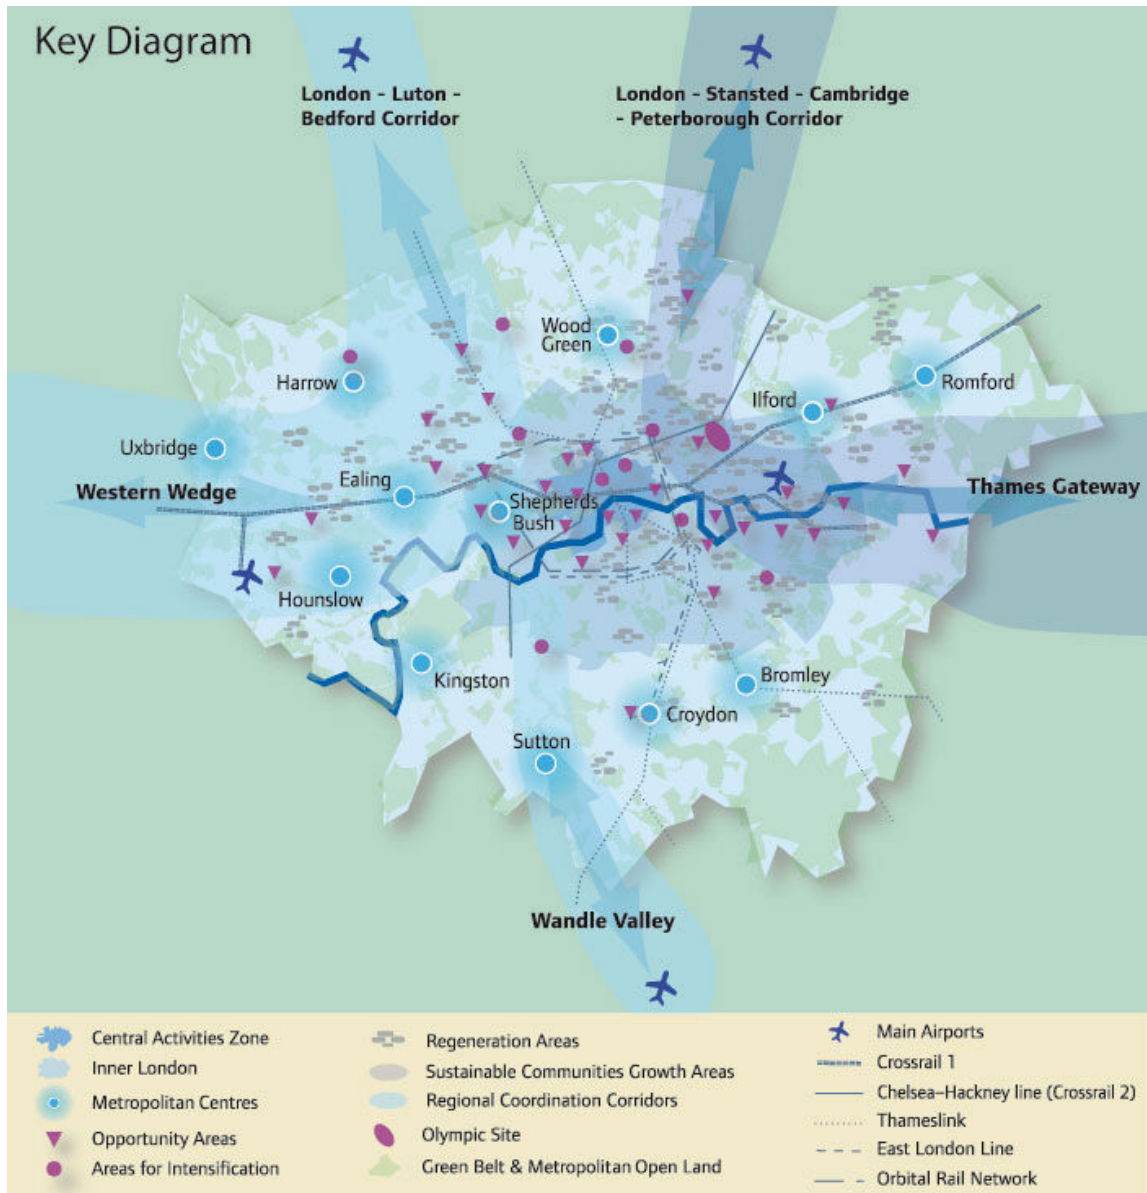 Key Diagram
London - Luton -
Bedford Corridor
London - Stansted - Cambridge
- Peterborough Corridor
Wood
Green
Harrow
Romford
Ilford
Uxbridge
Ealing
Western Wedge
Thames Gateway
Shepherds
Bush
Hounslow
Kingston
Bromley
Croydon
Sutton
Wandle Valley
Central Activities Zone
Inner London
Metropolitan Centres
Opportunity Areas
Areas for Intensification
Regeneration Areas
Sustainable Communities Growth Areas
Regional Coordination Corridors
Olympic Site
Green Belt & Metropolitan Open Land
Main Airports
Crossrail 1
Chelsea–Hackney line (Crossrail 2)
Thameslink
East London Line
Orbital Rail Network